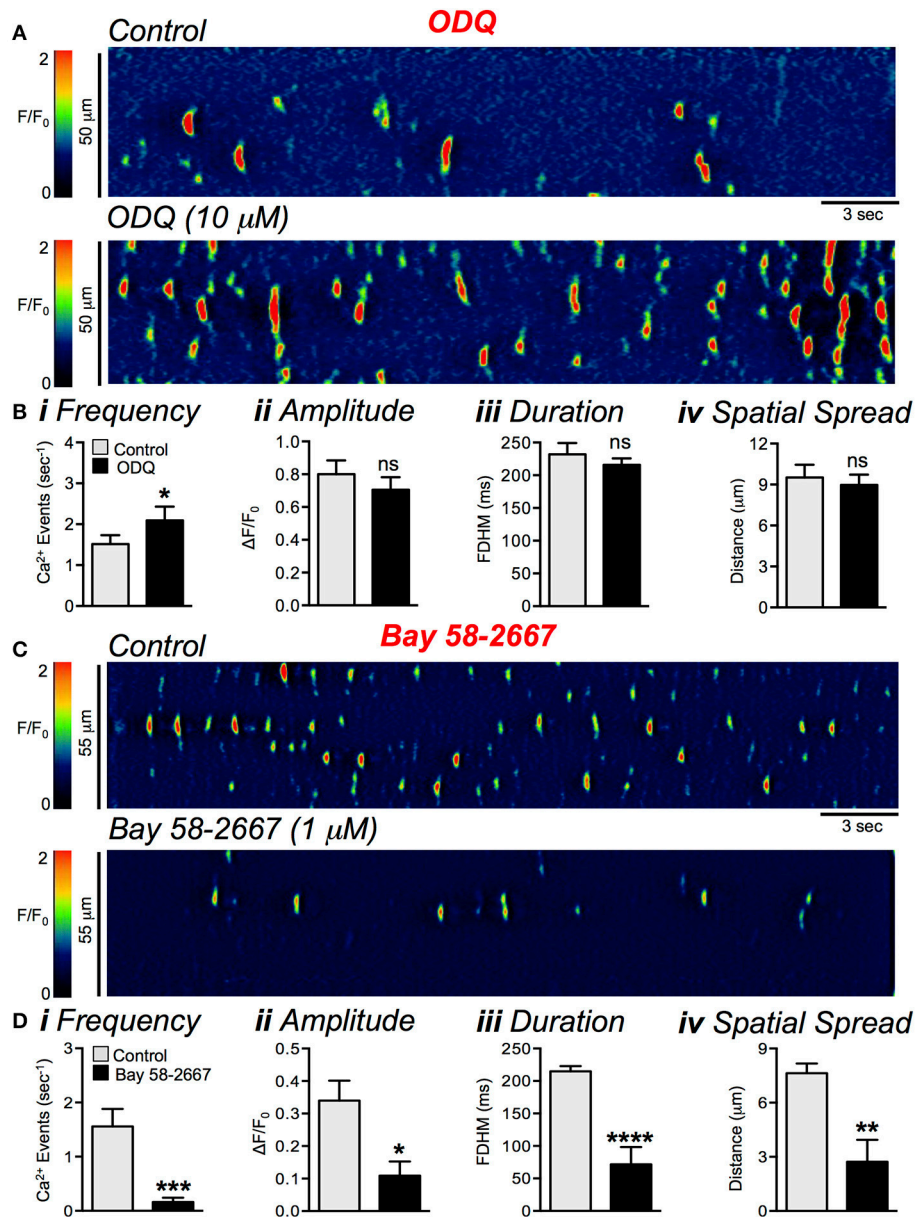 A
Control
ODQ
2
F/F0
0
50 µm
3 sec
ODQ (10 µM)
2
F/F0
0
50 µm
B
i Frequency
ii Amplitude
iii Duration
iv Spatial Spread
Ca2+ Events (sec-1)
4
3
2
1
0
Control
ODQ
*
ΔF/F0
1.0
0.8
0.6
0.4
0.2
0.0
ns
FDHM (ms)
250
200
150
100
50
0
ns
Distance (µm)
12
9
6
3
0
ns
C
Control
Bay 58-2667
2
F/F0
0
55 µm
3 sec
Bay 58-2667 (1 µM)
2
F/F0
0
55 µm
D
i Frequency
ii Amplitude
iii Duration
iv Spatial Spread
Ca2+ Events (sec-1)
3
2
1
0
Control
Bay 58-2667
***
ΔF/F0
0.5
0.4
0.3
0.2
0.1
0.0
*
FDHM (ms)
250
200
150
100
50
0
****
Distance (µm)
9
6
3
0
**